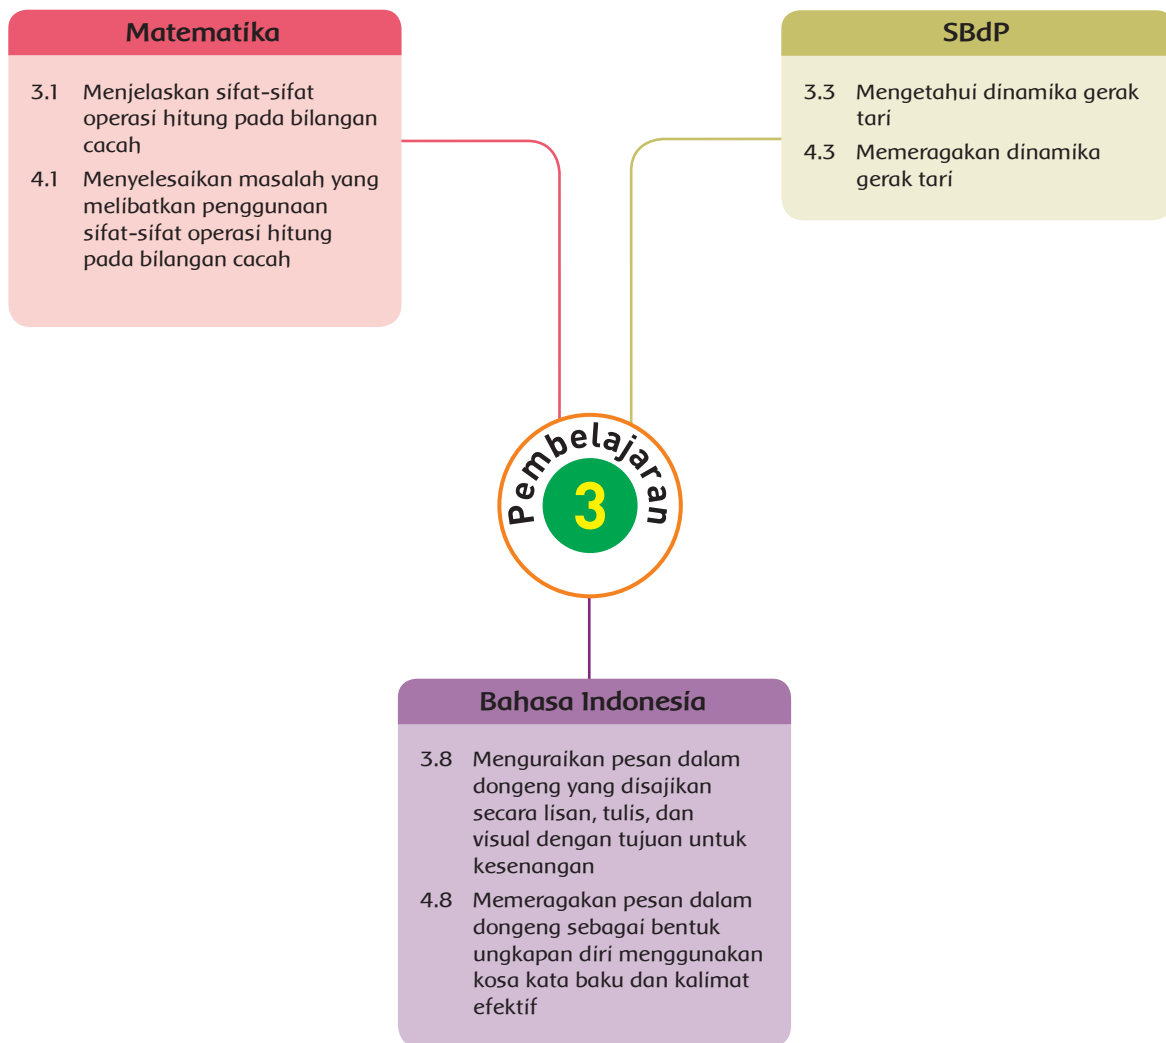 Matematika
3.1 Menjelaskan sifat-sifat
operasi hitung pada bilangan
cacah
4.1 Menyelesaikan masalah yang
melibatkan penggunaan
sifat-sifat operasi hitung
pada bilangan cacah
SBdP
3.3 Mengetahui dinamika gerak
tari
4.3 Memeragakan dinamika
gerak tari
Pembelajaran
3
Bahasa Indonesia
3.8 Menguraikan pesan dalam
dongeng yang disajikan
secara lisan, tulis, dan
visual dengan tujuan untuk
kesenangan
4.8 Memeragakan pesan dalam
dongeng sebagai bentuk
ungkapan diri menggunakan
kosa kata baku dan kalimat
efektif